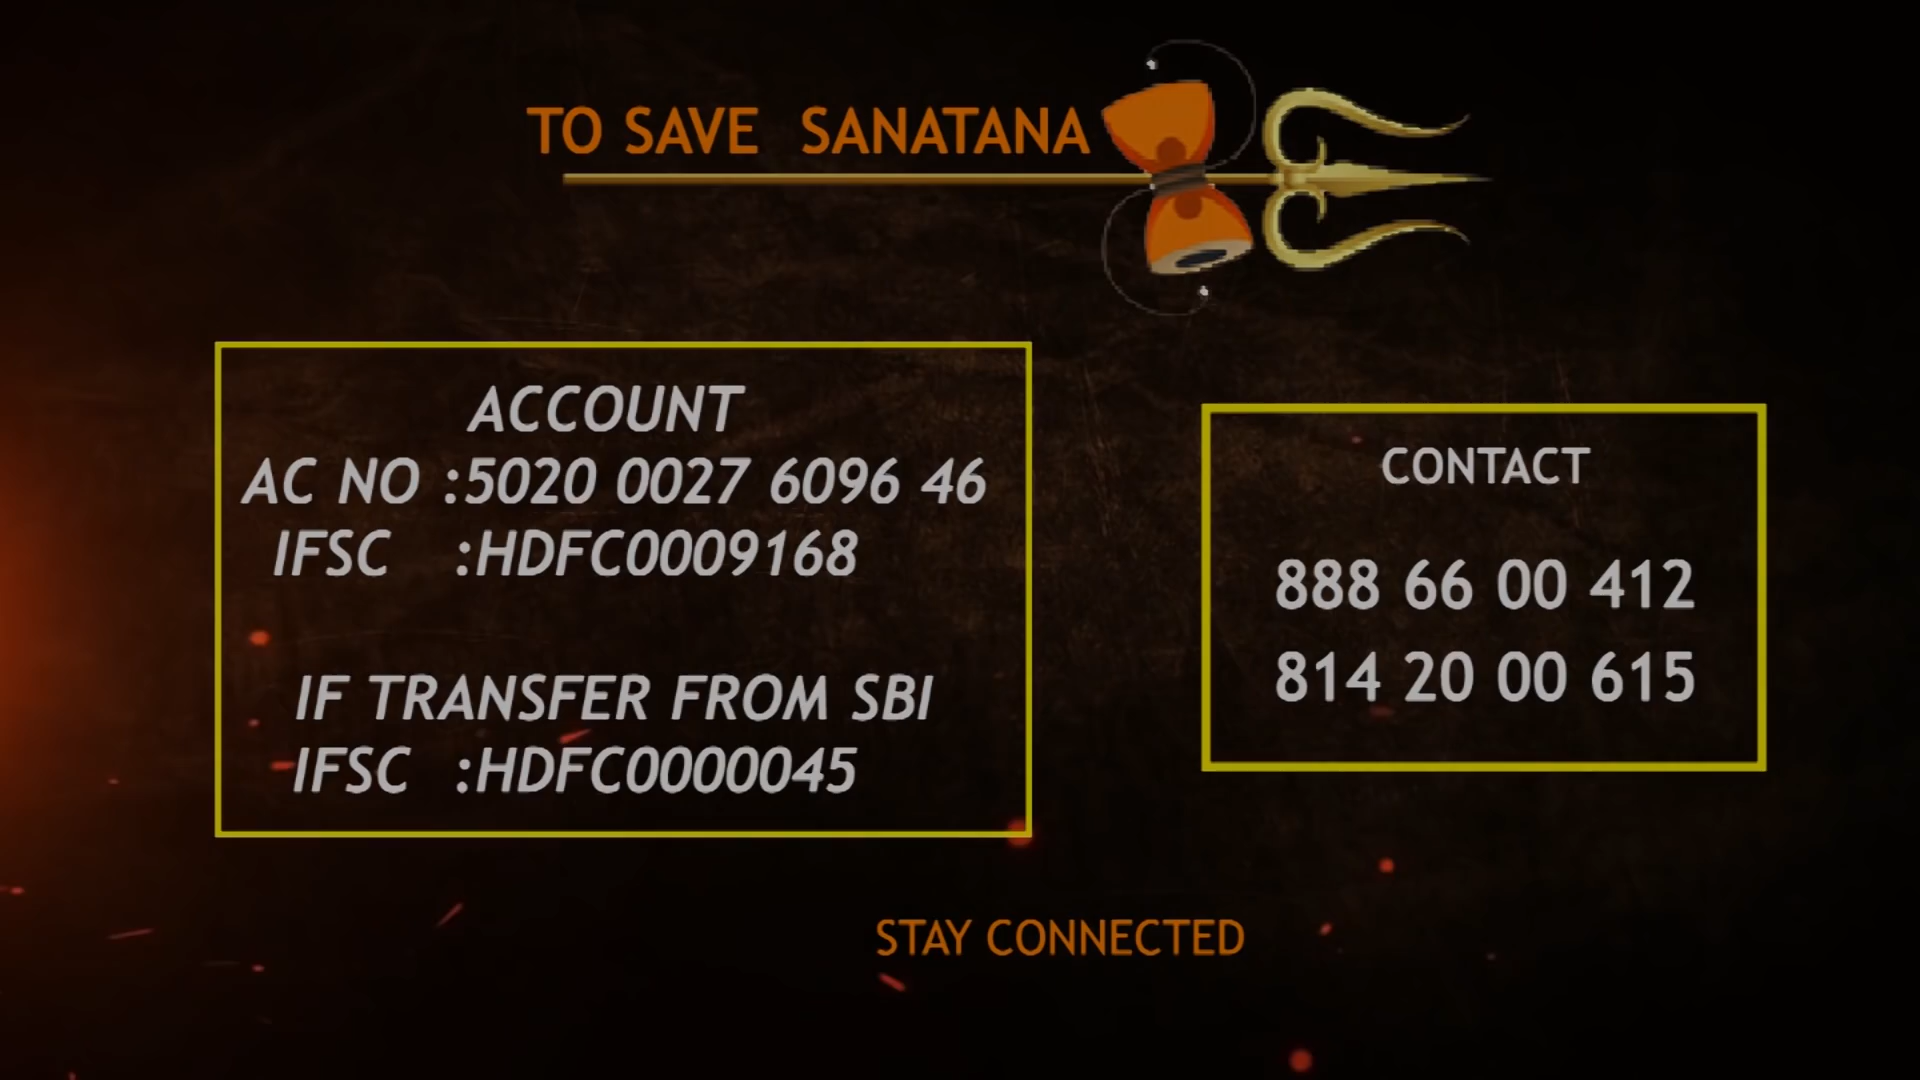 TO SAVE SANATANA
ACCOUNT
AC NO :5020 0027 6096 46
IFSC :HDFC0009168
IF TRANSFER FROM SBI
IFSC :HDFC0000045
CONTACT
888 66 00 412
814 20 00 615
STAY CONNECTED